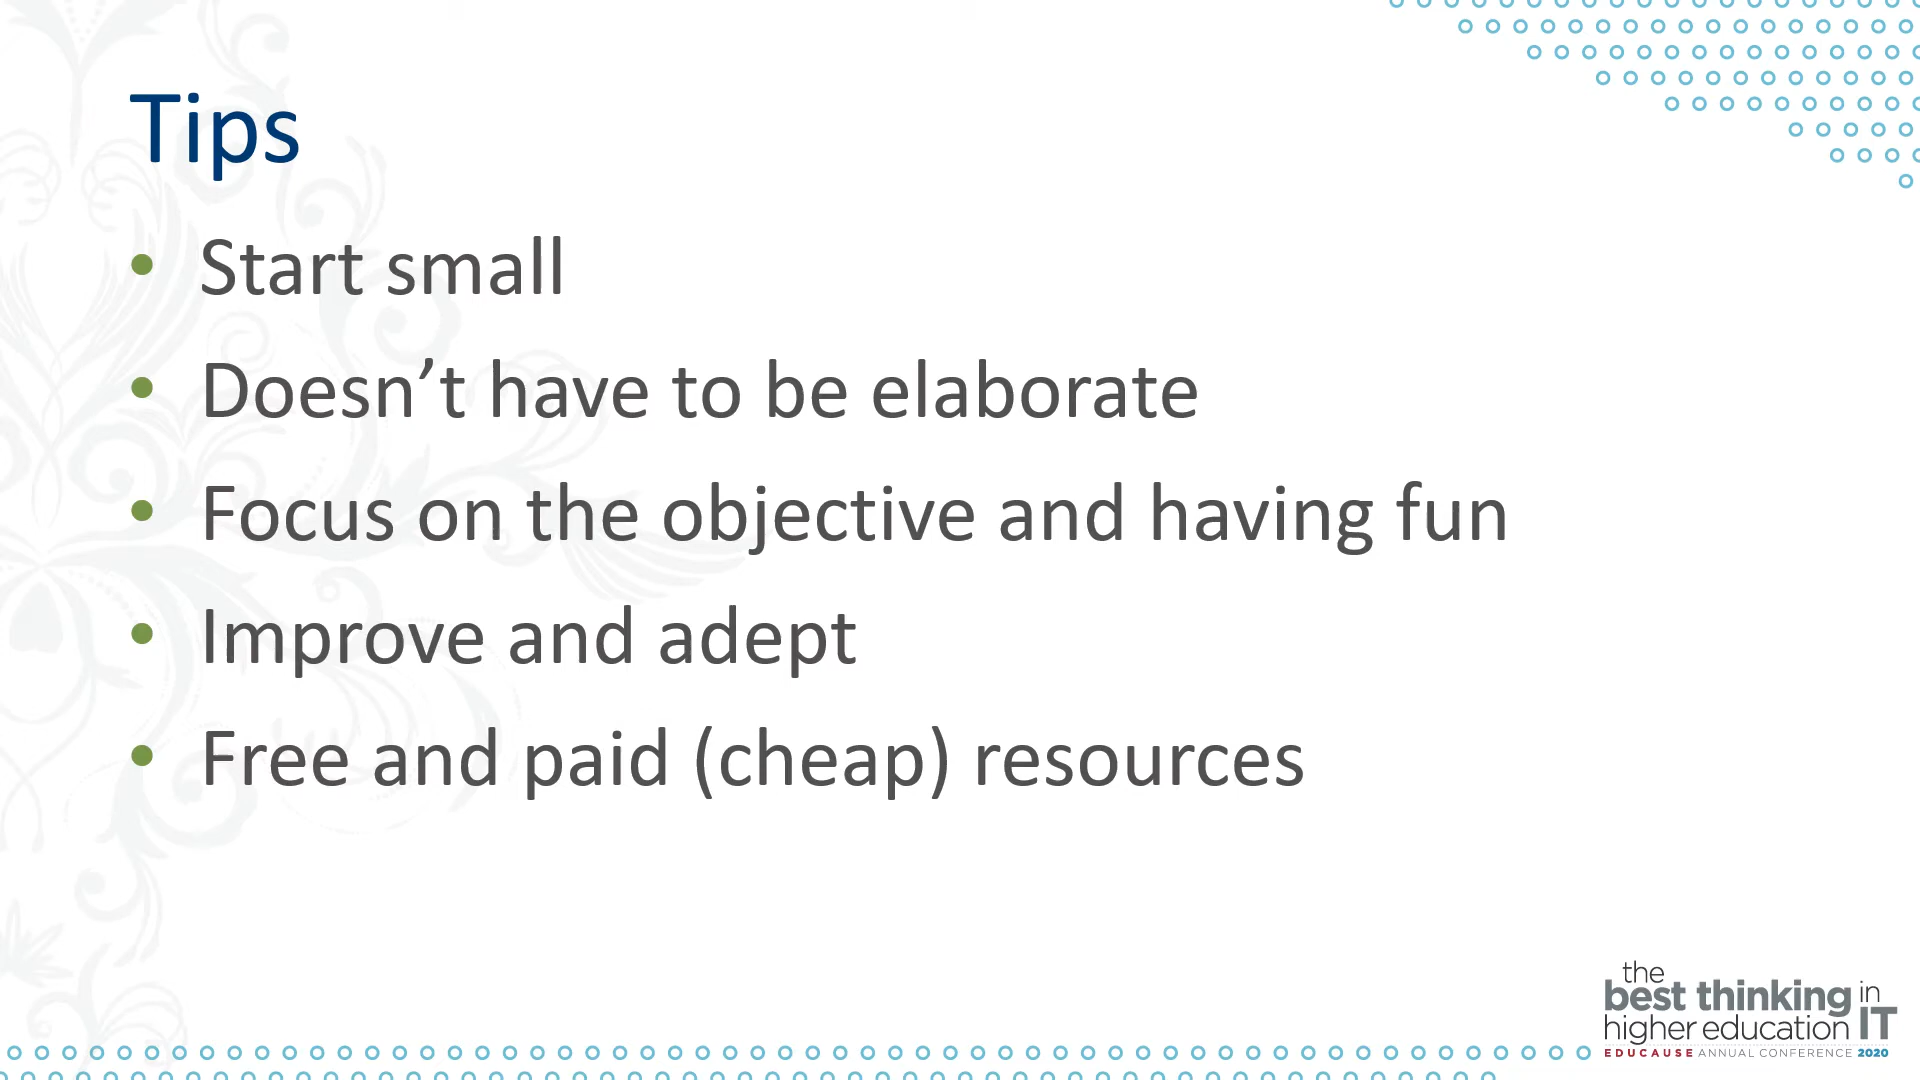 Tips
• Start small
• Doesn’t have to be elaborate
• Focus on the objective and having fun
• Improve and adept
• Free and paid (cheap) resources
the
best thinking in
higher education IT
EDUCAUSE ANNUAL CONFERENCE 2020